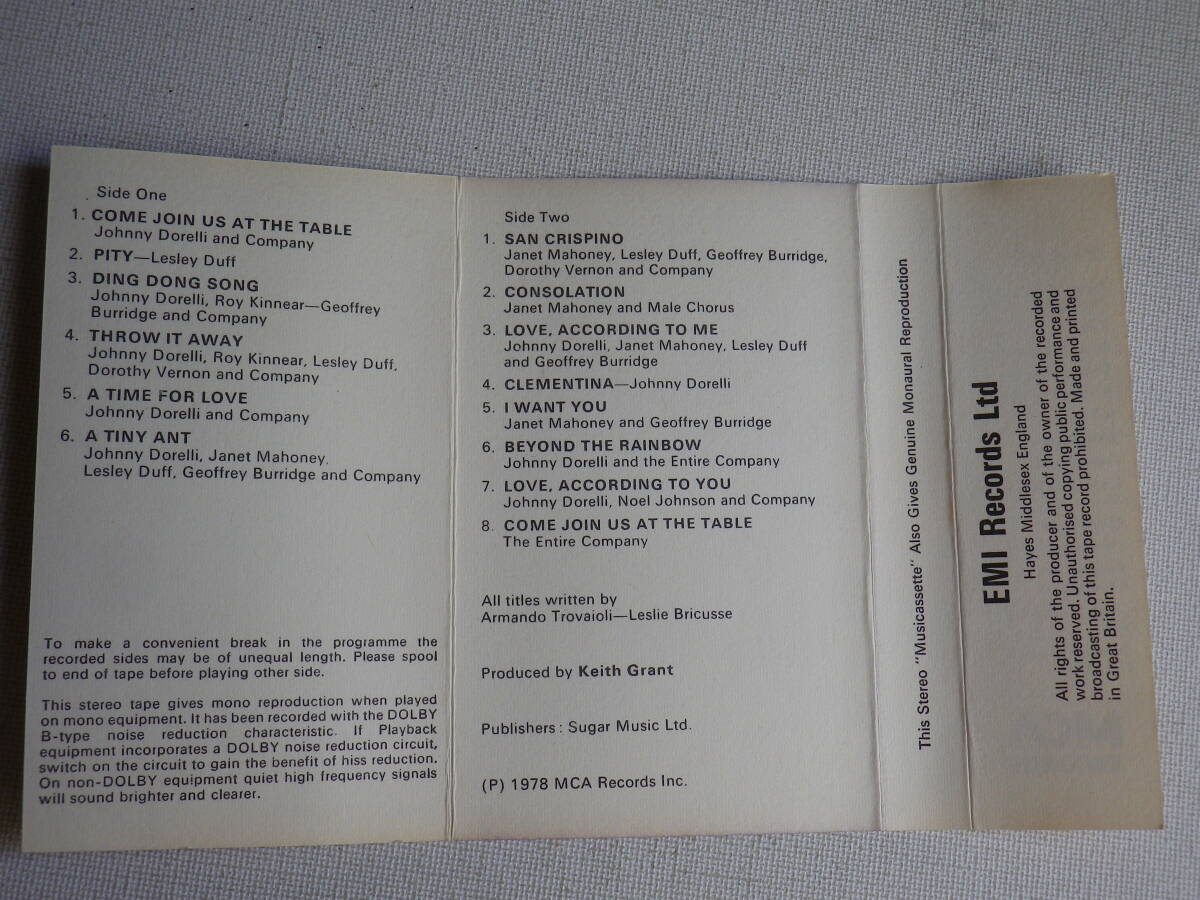 Side One
1. COME JOIN US AT THE TABLE
Johnny Dorelli and Company
2. PITY—Lesley Duff
3. DING DONG SONG
Johnny Dorelli, Roy Kinnear—Geoffrey
Burridge and Company
4. THROW IT AWAY
Johnny Dorelli, Roy Kinnear, Lesley Duff,
Dorothy Vernon and Company
5. A TIME FOR LOVE
Johnny Dorelli and Company
6. A TINY ANT
Johnny Dorelli, Janet Mahoney,
Lesley Duff, Geoffrey Burridge and Company
To make a convenient break in the programme the
recorded sides may be of unequal length. Please spool
to end of tape before playing other side.
This stereo tape gives mono reproduction when played
on mono equipment. It has been recorded with the DOLBY
B-type noise reduction characteristic. If Playback
equipment incorporates a DOLBY noise reduction circuit,
switch on the circuit to gain the benefit of hiss reduction.
On non-DOLBY equipment quiet high frequency signals
will sound brighter and clearer.
Side Two
1. SAN CRISPINO
Janet Mahoney, Lesley Duff, Geoffrey Burridge,
Dorothy Vernon and Company
2. CONSOLATION
Janet Mahoney and Male Chorus
3. LOVE, ACCORDING TO ME
Johnny Dorelli, Janet Mahoney, Lesley Duff
and Geoffrey Burridge
4. CLEMENTINA—Johnny Dorelli
5. I WANT YOU
Janet Mahoney and Geoffrey Burridge
6. BEYOND THE RAINBOW
Johnny Dorelli and the Entire Company
7. LOVE, ACCORDING TO YOU
Johnny Dorelli, Noel Johnson and Company
8. COME JOIN US AT THE TABLE
The Entire Company
All titles written by
Armando Trovaioli—Leslie Bricusse
Produced by Keith Grant
Publishers: Sugar Music Ltd.
(P) 1978 MCA Records Inc.
This Stereo "Musicassette" Also Gives Genuine Monaural Reproduction
EMI Records Ltd
Hayes Middlesex England
All rights of the producer and of the owner of the recorded
work reserved. Unauthorised copying public performance and
broadcasting of this tape record prohibited. Made and printed
in Great Britain.